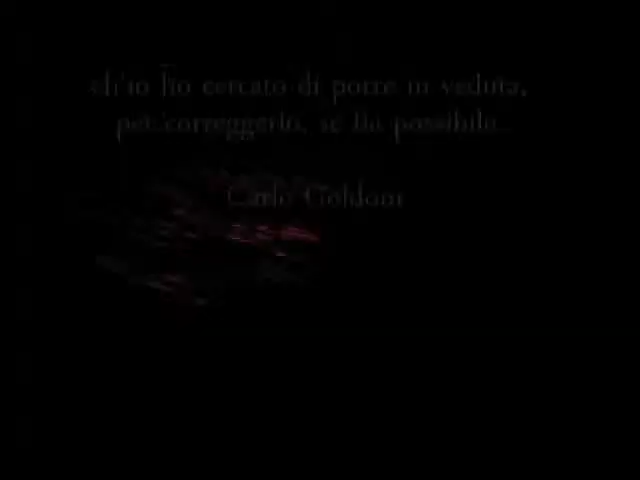 ch'io ho cercato di porre in veduta,
per correggerlo, se fia possibile.
Carlo Goldoni